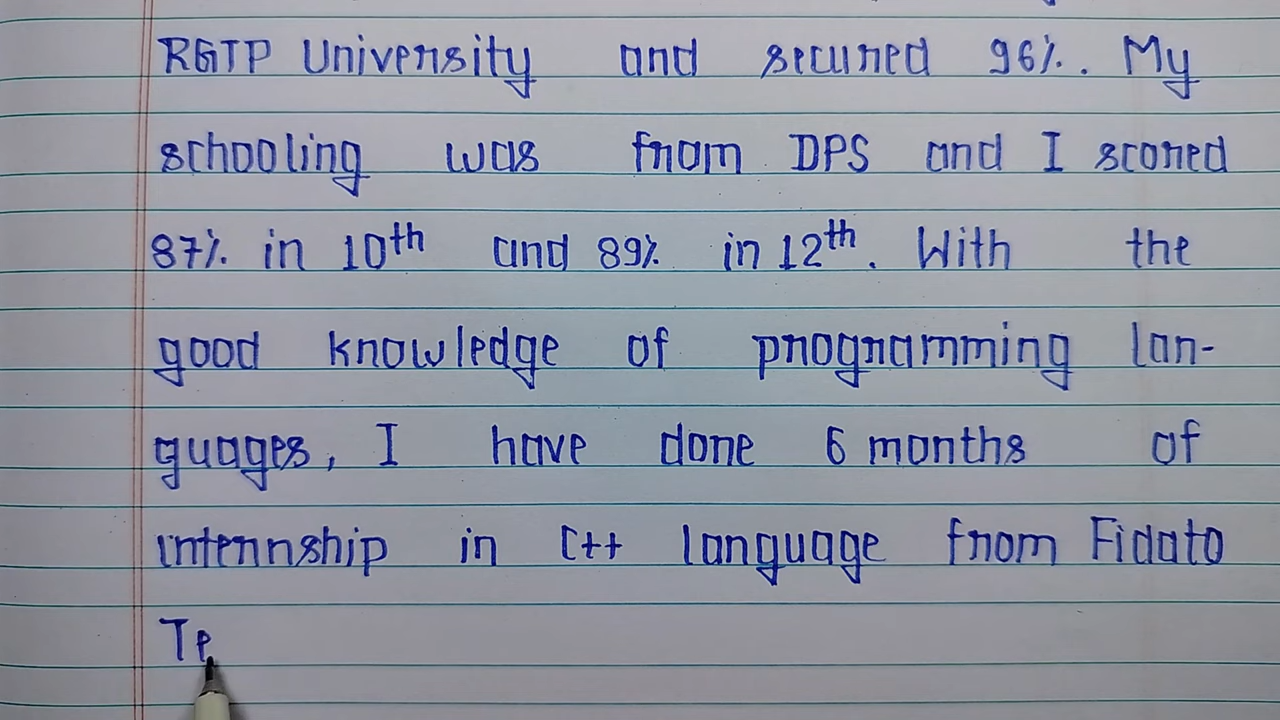 RGTP University and secured 96%. My
schooling was from DPS and I scored
87% in 10th and 89% in 12th. With the
good knowledge of programming lan-
guages, I have done 6 months of
internship in C++ language from Fidato
Te